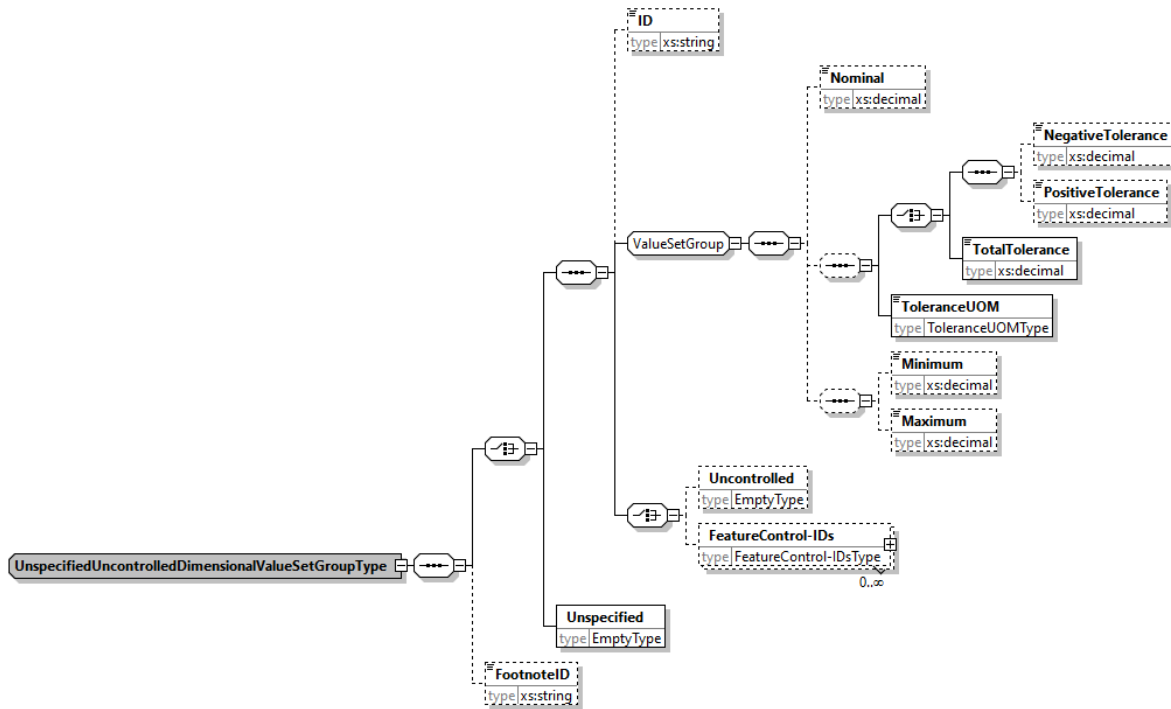 ID
type xs:string
Nominal
type xs:decimal
NegativeTolerance
type xs:decimal
PositiveTolerance
type xs:decimal
ValueSetGroup
TotalTolerance
type xs:decimal
ToleranceUOM
type ToleranceUOMType
Minimum
type xs:decimal
Maximum
type xs:decimal
Uncontrolled
type EmptyType
FeatureControl-IDs
type FeatureControl-IDsType
0..∞
UnspecifiedUncontrolledDimensionalValueSetGroupType
Unspecified
type EmptyType
FootnoteID
type xs:string